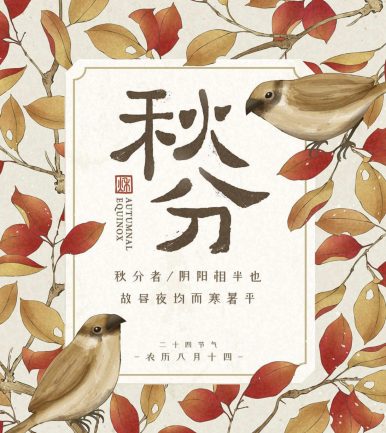 秋分
AUTUMNAL
EQUINOX
秋分者/阴阳相半也
故昼夜均而寒暑平
二十四节气
-农历八月十四-